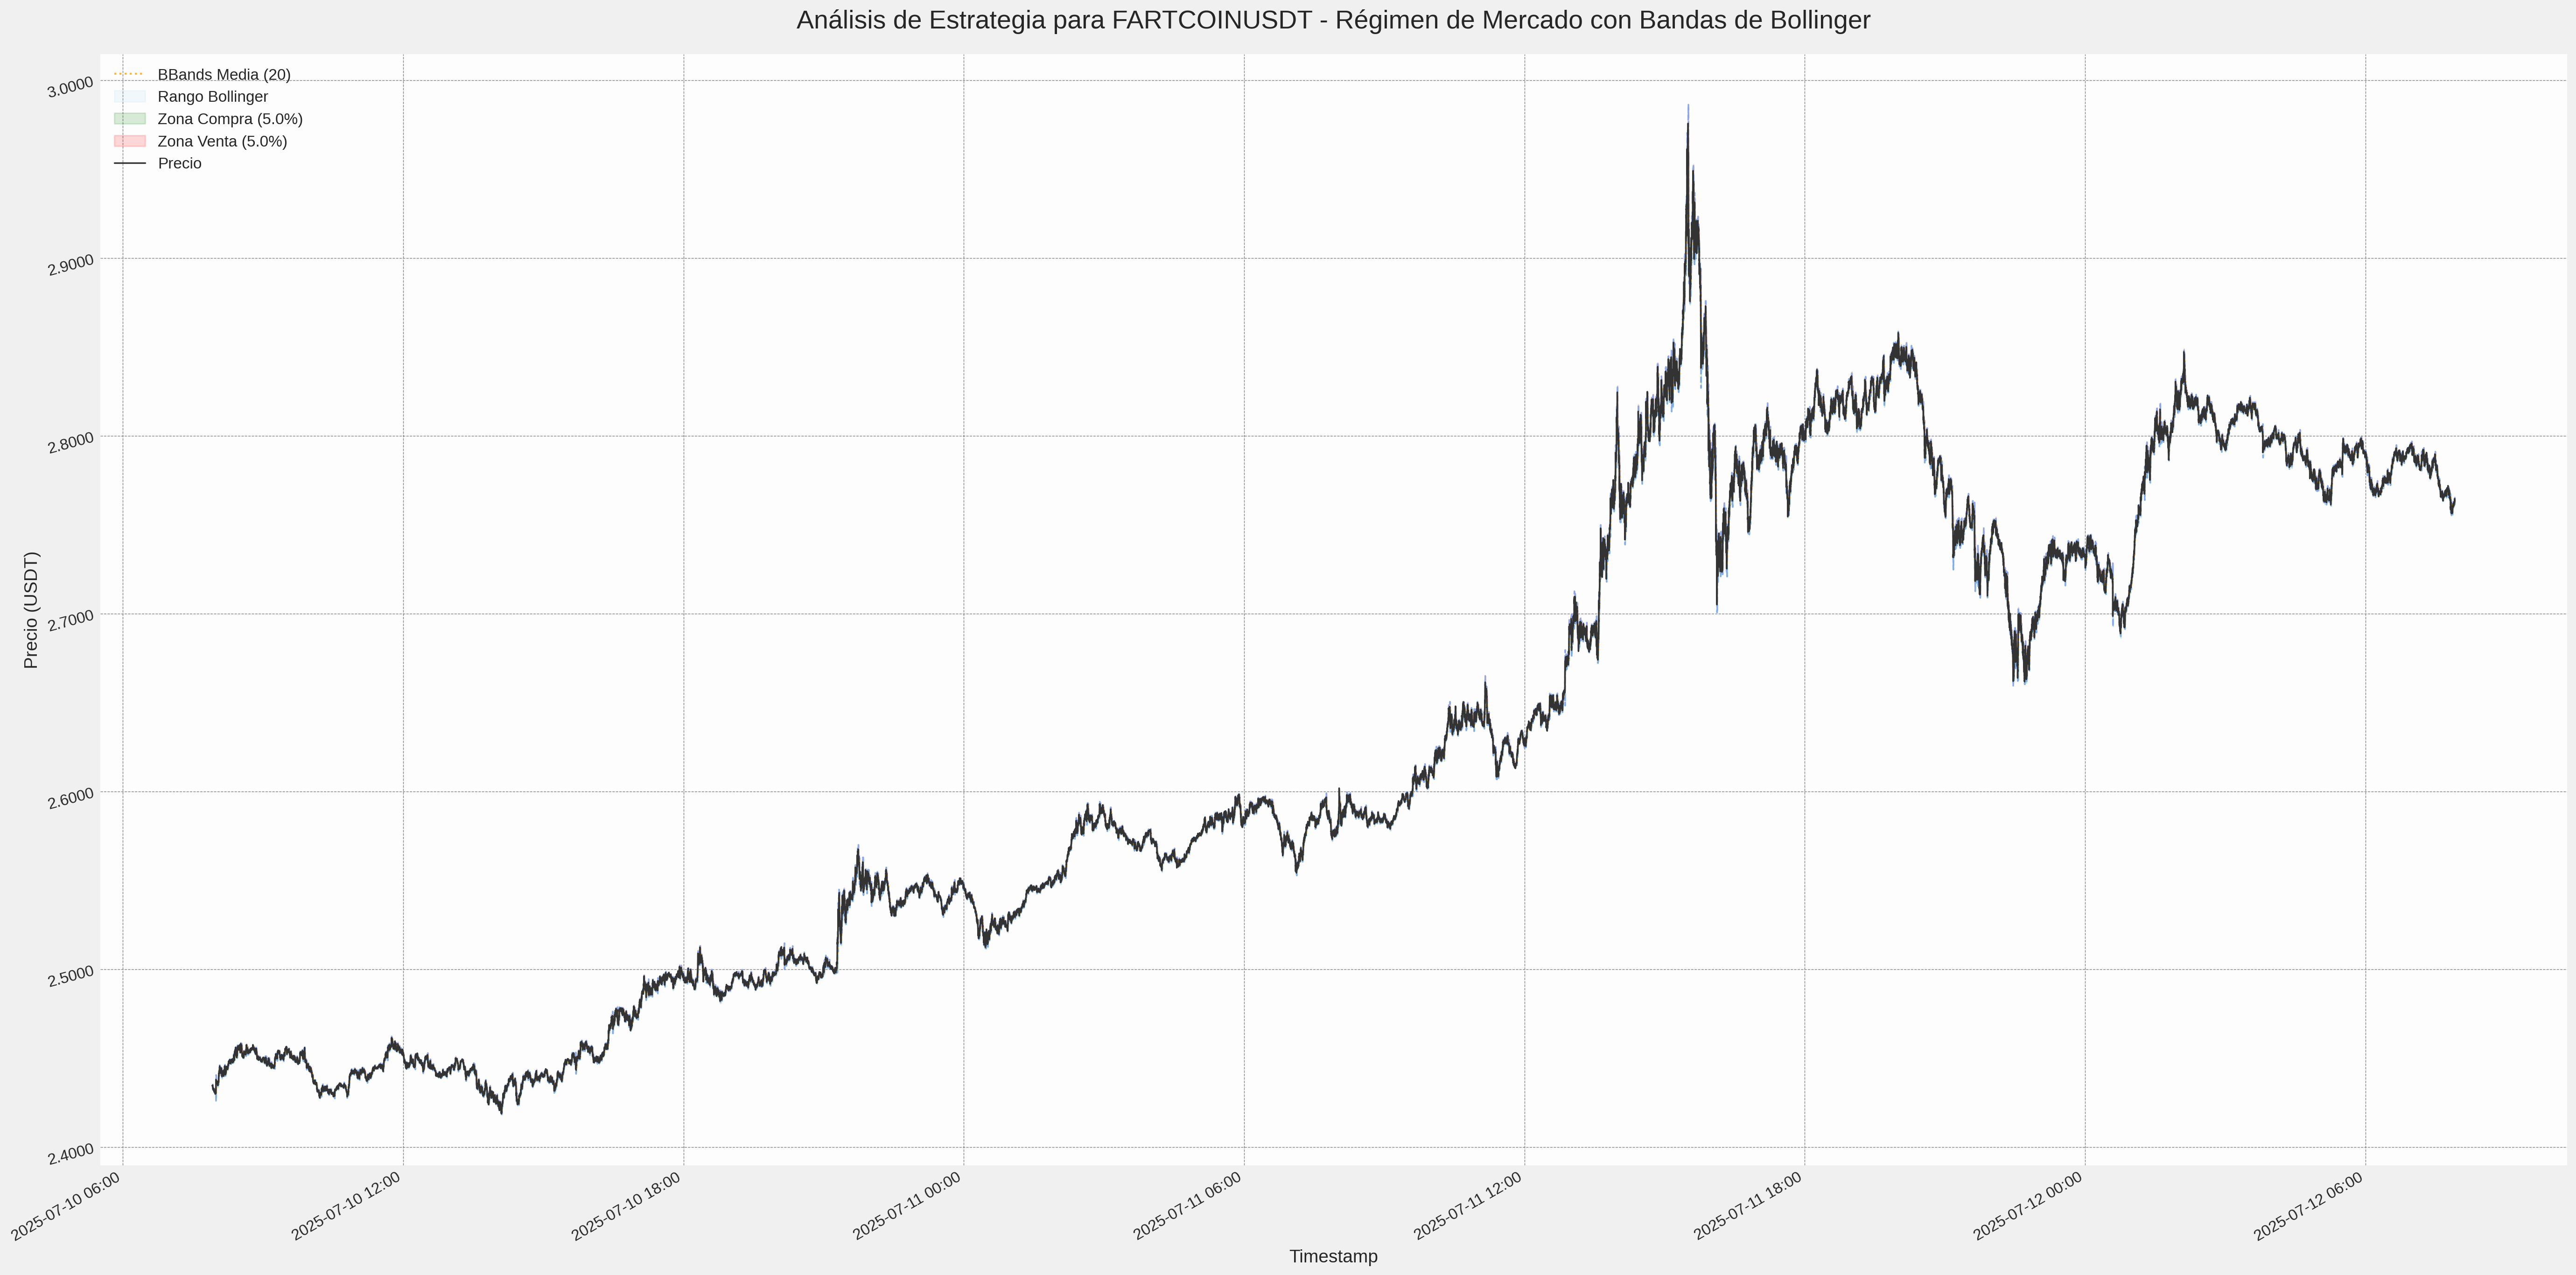 Análisis de Estrategia para FARTCOINUSDT - Régimen de Mercado con Bandas de Bollinger
BBands Media (20)
Rango Bollinger
Zona Compra (5.0%)
Zona Venta (5.0%)
Precio
Precio (USDT)
3.0000
2.9000
2.8000
2.7000
2.6000
2.5000
2.4000
2025-07-10 06:00
2025-07-10 12:00
2025-07-10 18:00
2025-07-11 00:00
2025-07-11 06:00
2025-07-11 12:00
2025-07-11 18:00
2025-07-12 00:00
2025-07-12 06:00
Timestamp